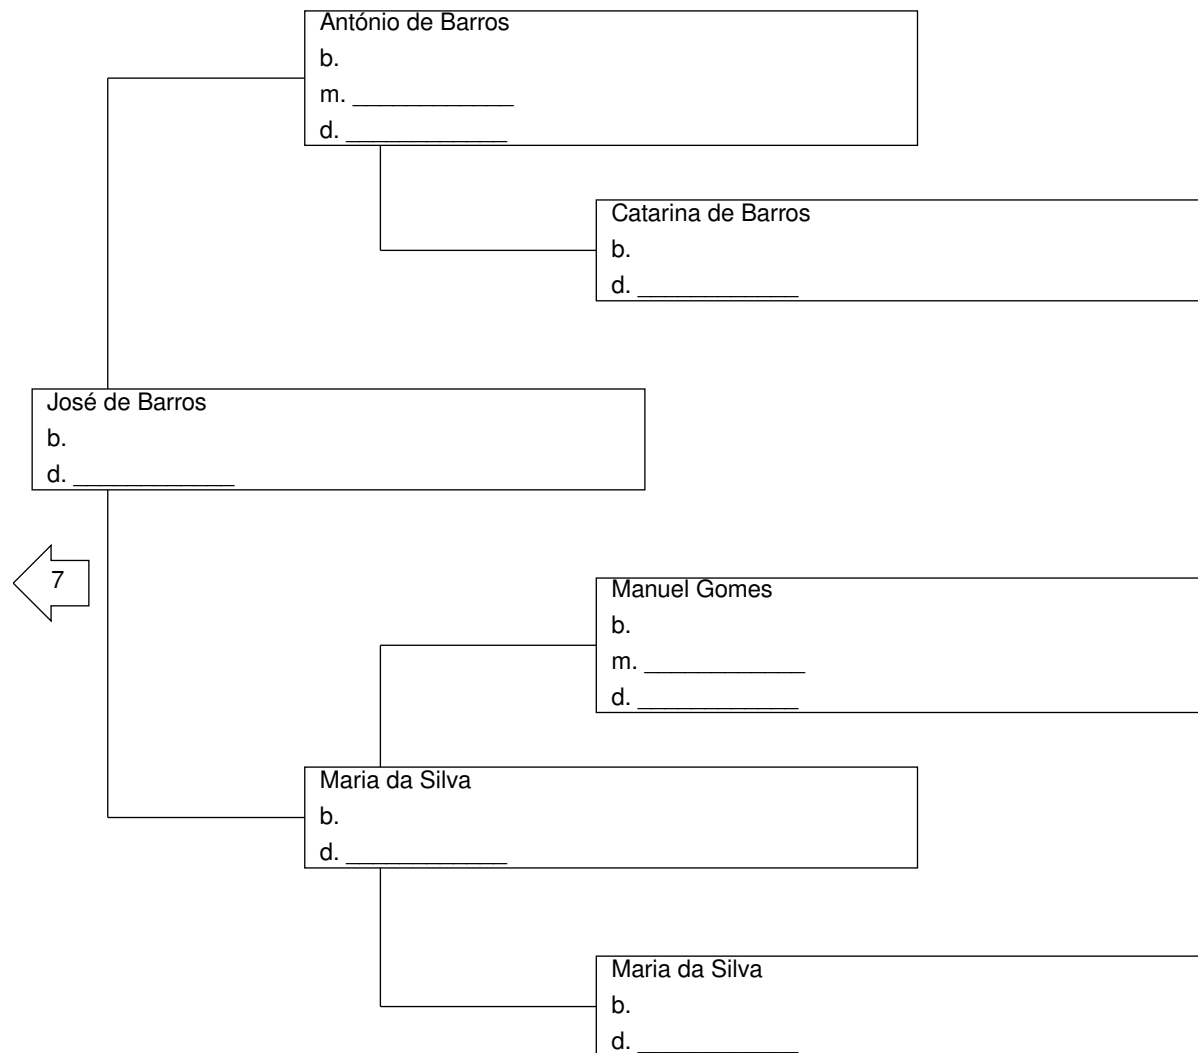 António de Barros
b.
m. ____________
d. ____________
Catarina de Barros
b.
d. ____________
José de Barros
b.
d. ____________
7
Manuel Gomes
b.
m. ____________
d. ____________
Maria da Silva
b.
d. ____________
Maria da Silva
b.
d. ____________